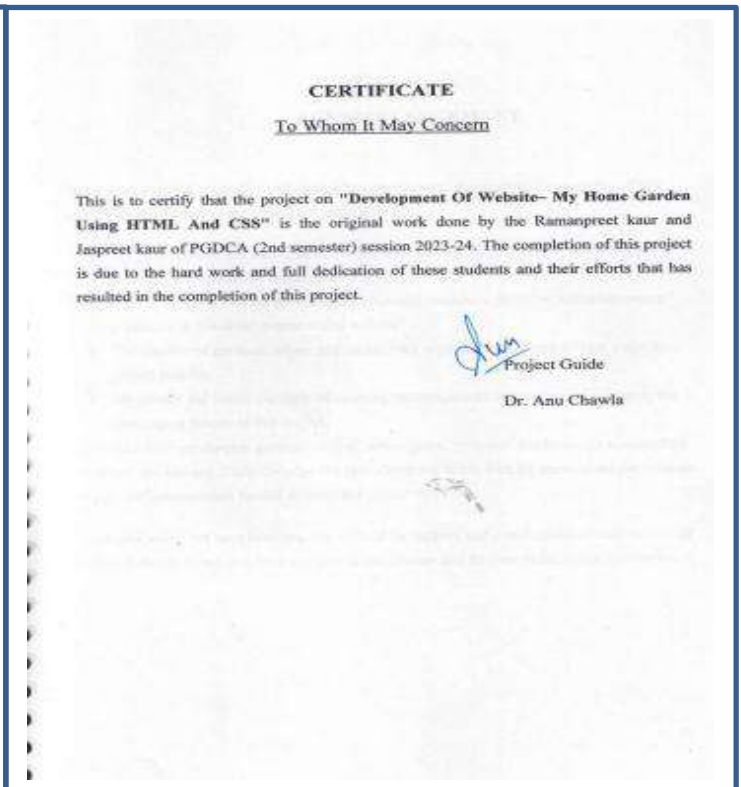 CERTIFICATE
To Whom It May Concern
This is to certify that the project on "Development Of Website– My Home Garden
Using HTML And CSS" is the original work done by the Ramanpreet kaur and
Jaspreet kaur of PGDCA (2nd semester) session 2023-24. The completion of this project
is due to the hard work and full dedication of these students and their efforts that has
resulted in the completion of this project.
Project Guide
Dr. Anu Chawla